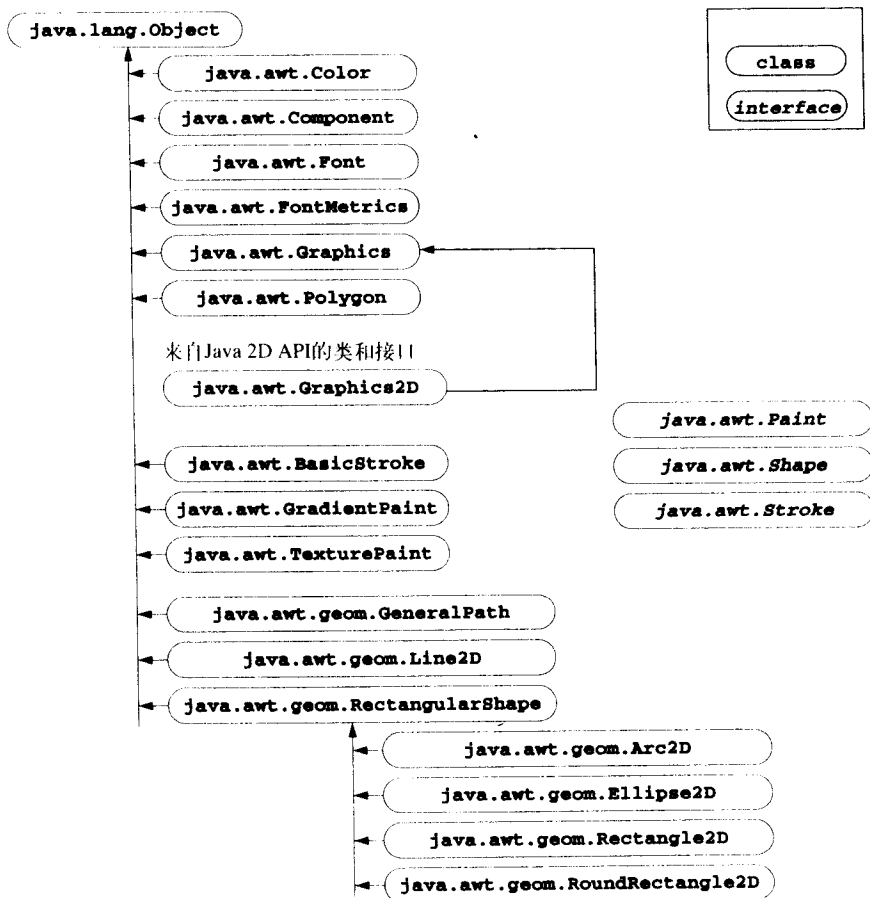 java.lang.Object
class
interface
java.awt.Color
java.awt.Component
java.awt.Font
java.awt.FontMetrics
java.awt.Graphics
java.awt.Polygon
来自Java 2D API的类和接口
java.awt.Graphics2D
java.awt.Paint
java.awt.Shape
java.awt.Stroke
java.awt.BasicStroke
java.awt.GradientPaint
java.awt.TexturePaint
java.awt.geom.GeneralPath
java.awt.geom.Line2D
java.awt.geom.RectangularShape
java.awt.geom.Arc2D
java.awt.geom.Ellipse2D
java.awt.geom.Rectangle2D
java.awt.geom.RoundRectangle2D